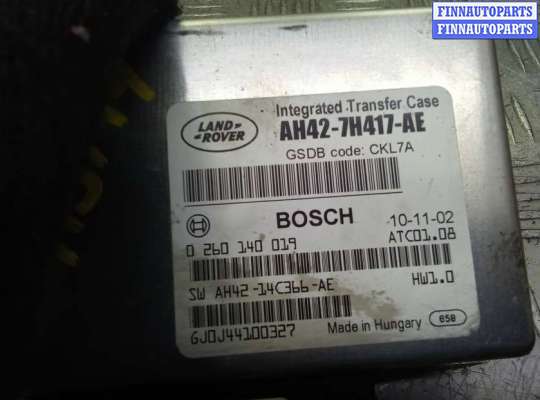 FINNAUTOPARTS
FINNAUTOPARTS
LAND-
ROVER
Integrated Transfer Case
AH42-7H417-AE
GSDB code: CKL7A
BOSCH
10-11-02
0 260 140 019
ATC01.08
SW AH42-14C366-AE
HW1.0
GJ0J44100327
Made in Hungary
658